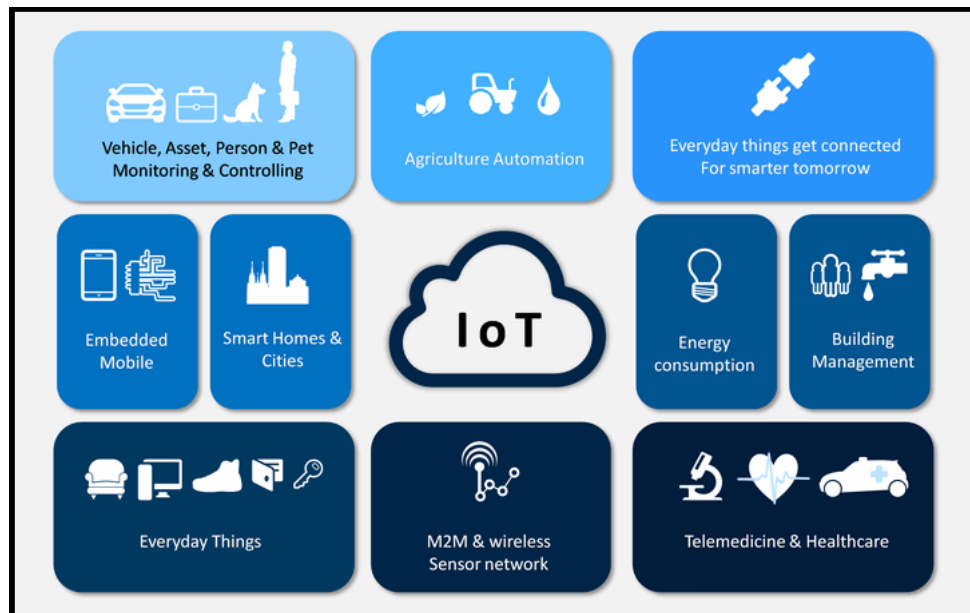 Vehicle, Asset, Person & Pet
Monitoring & Controlling
Agriculture Automation
Everyday things get connected
For smarter tomorrow
Embedded
Mobile
Smart Homes &
Cities
IoT
Energy
consumption
Building
Management
Everyday Things
M2M & wireless
Sensor network
Telemedicine & Healthcare